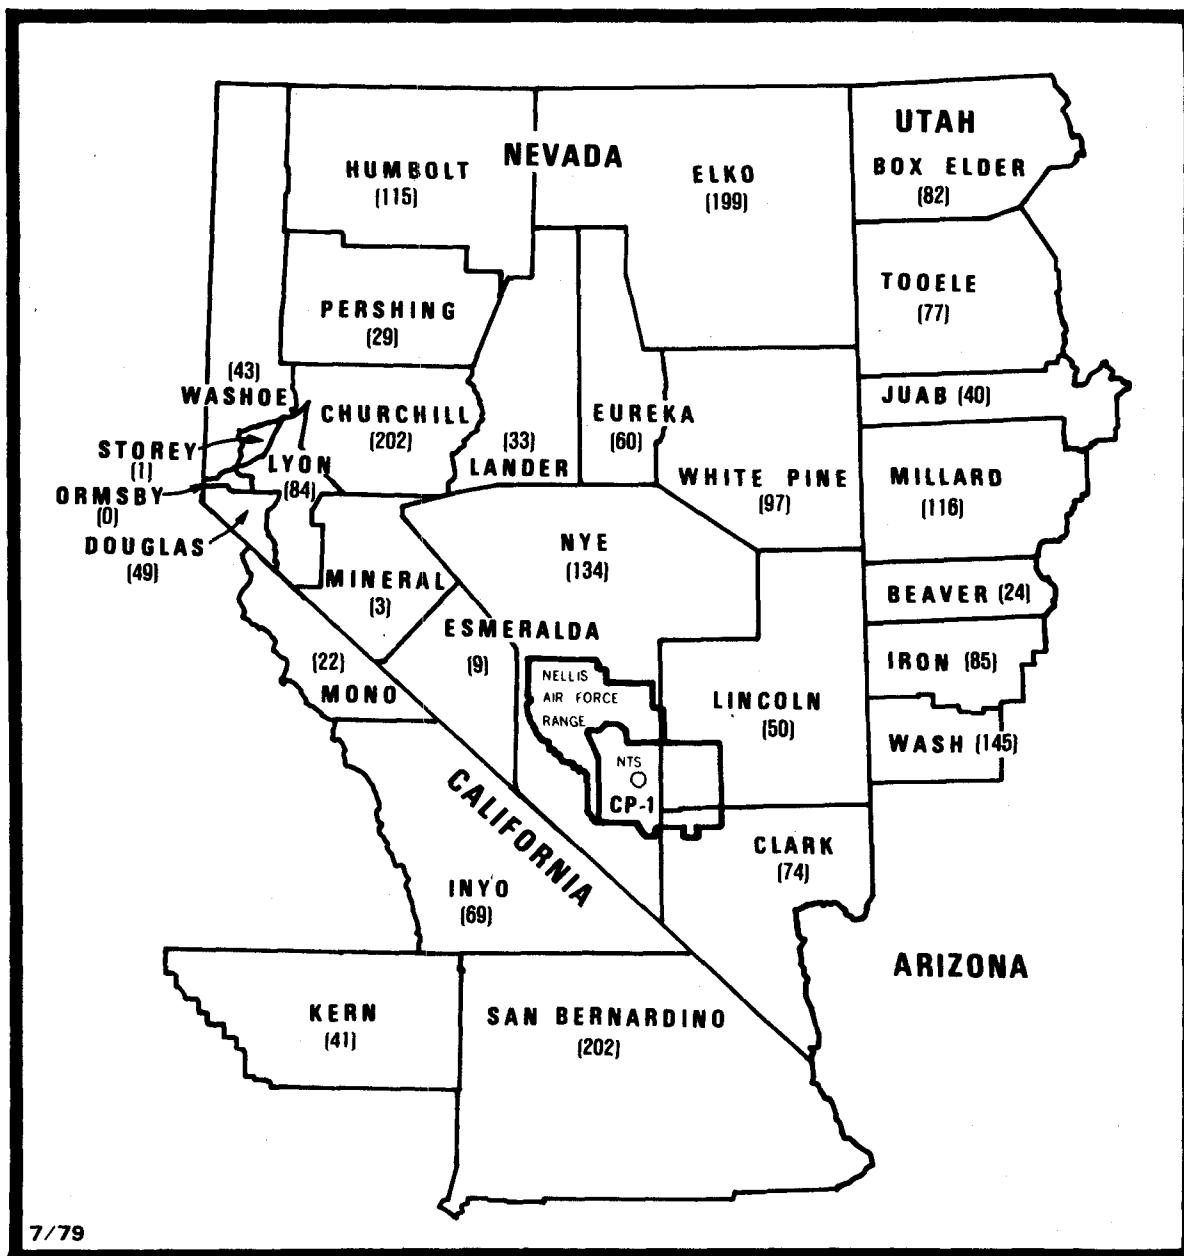 UTAH
NEVADA
HUMBOLT
(115)
ELKO
(199)
BOX ELDER
(82)
TOOELE
(77)
PERSHING
(29)
(43)
WASHOE
CHURCHILL
(202)
(33)
LANDER
EUREKA
(60)
JUAB (40)
STOREY
(1)
LYON
(84)
WHITE PINE
(97)
MILLARD
(116)
ORMSBY
(0)
DOUGLAS
(49)
NYE
(134)
MINERAL
(3)
BEAVER (24)
ESMERALDA
(9)
(22)
MONO
IRON (85)
NELLIS
AIR FORCE
RANGE
LINCOLN
(50)
WASH (145)
NTS
CP-1
CALIFORNIA
CLARK
(74)
INYO
(69)
ARIZONA
KERN
(41)
SAN BERNARDINO
(202)
7/79